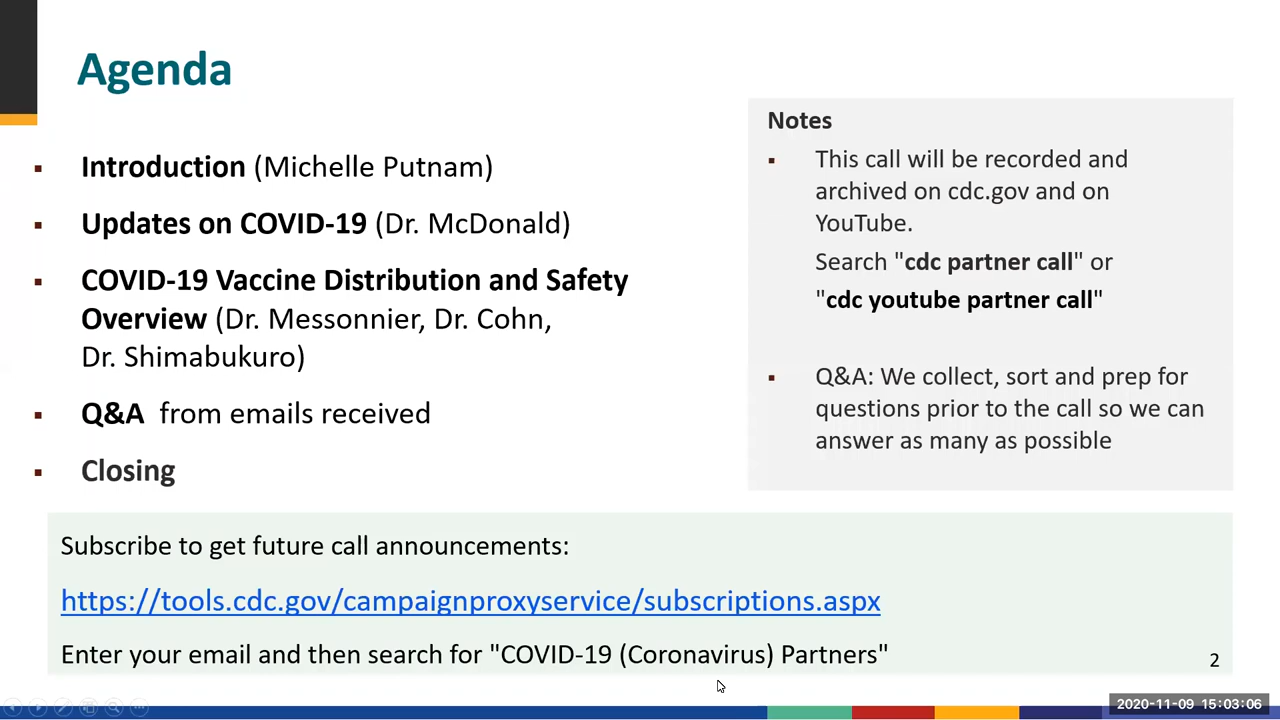 Agenda
Introduction (Michelle Putnam)
Updates on COVID-19 (Dr. McDonald)
COVID-19 Vaccine Distribution and Safety
Overview (Dr. Messonnier, Dr. Cohn,
Dr. Shimabukuro)
Q&A from emails received
Closing
Notes
This call will be recorded and
archived on cdc.gov and on
YouTube.
Search "cdc partner call" or
"cdc youtube partner call"
Q&A: We collect, sort and prep for
questions prior to the call so we can
answer as many as possible
Subscribe to get future call announcements:
https://tools.cdc.gov/campaignproxyservice/subscriptions.aspx
Enter your email and then search for "COVID-19 (Coronavirus) Partners"
2
2020-11-09 15:03:06